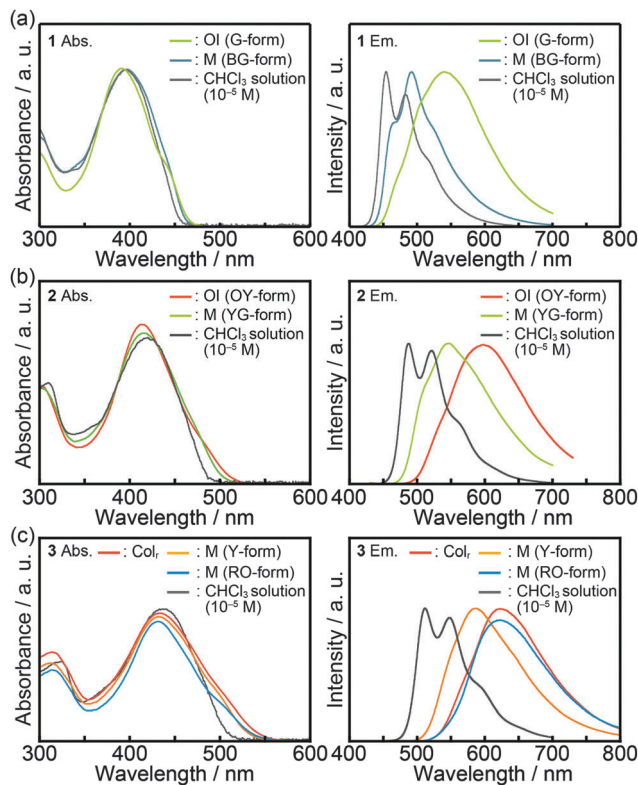 (a)
1 Abs.
: OI (G-form)
: M (BG-form)
: CHCl₃ solution
(10⁻⁵ M)
Absorbance / a. u.
300 400 500 600
Wavelength / nm
1 Em.
: OI (G-form)
: M (BG-form)
: CHCl₃ solution
(10⁻⁵ M)
Intensity / a. u.
400 500 600 700 800
Wavelength / nm
(b)
2 Abs.
: OI (OY-form)
: M (YG-form)
: CHCl₃ solution
(10⁻⁵ M)
Absorbance / a. u.
300 400 500 600
Wavelength / nm
2 Em.
: OI (OY-form)
: M (YG-form)
: CHCl₃ solution
(10⁻⁵ M)
Intensity / a. u.
400 500 600 700 800
Wavelength / nm
(c)
3 Abs. : Colᵣ : M (Y-form)
: M (RO-form)
: CHCl₃ solution
(10⁻⁵ M)
Absorbance / a. u.
300 400 500 600
Wavelength / nm
3 Em. : Colᵣ : M (Y-form)
: M (RO-form)
: CHCl₃ solution
(10⁻⁵ M)
Intensity / a. u.
400 500 600 700 800
Wavelength / nm